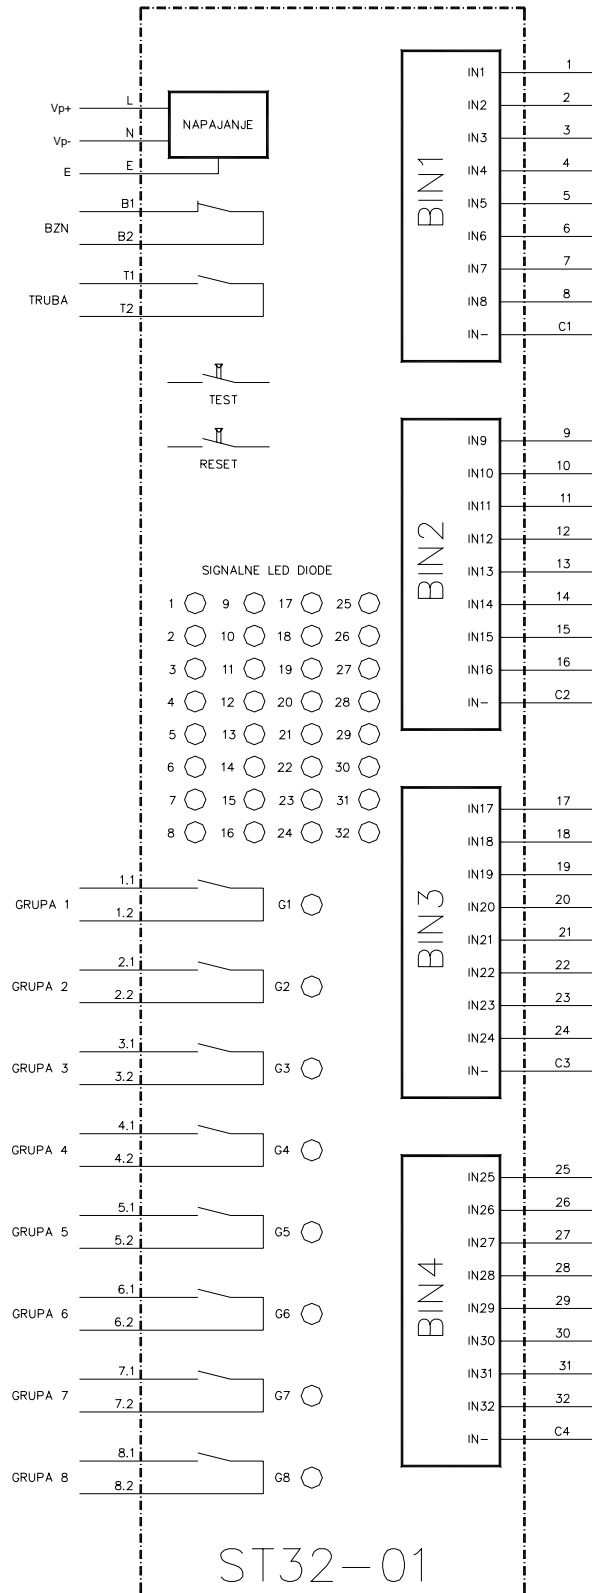 Vp+ L
Vp- N
E E
NAPAJANJE
B1
BZN
B2
T1
TRUBA
T2
TEST
RESET
BIN1
IN1 1
IN2 2
IN3 3
IN4 4
IN5 5
IN6 6
IN7 7
IN8 8
IN- C1
BIN2
IN9 9
IN10 10
IN11 11
IN12 12
IN13 13
IN14 14
IN15 15
IN16 16
IN- C2
SIGNALNE LED DIODE
1 9 17 25
2 10 18 26
3 11 19 27
4 12 20 28
5 13 21 29
6 14 22 30
7 15 23 31
8 16 24 32
BIN3
IN17 17
IN18 18
IN19 19
IN20 20
IN21 21
IN22 22
IN23 23
IN24 24
IN- C3
1.1
GRUPA 1 G1
1.2
2.1
GRUPA 2 G2
2.2
3.1
GRUPA 3 G3
3.2
4.1
GRUPA 4 G4
4.2
5.1
GRUPA 5 G5
5.2
6.1
GRUPA 6 G6
6.2
7.1
GRUPA 7 G7
7.2
8.1
GRUPA 8 G8
8.2
BIN4
IN25 25
IN26 26
IN27 27
IN28 28
IN29 29
IN30 30
IN31 31
IN32 32
IN- C4
ST32-01